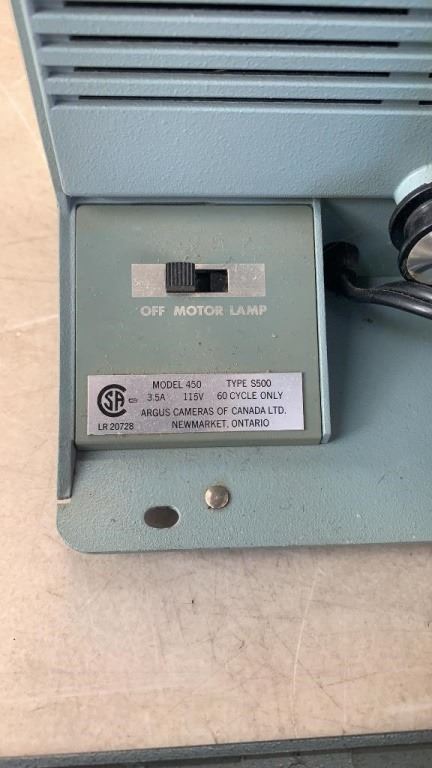 OFF MOTOR LAMP
MODEL 450 TYPE S500
3.5A 115V 60 CYCLE ONLY
ARGUS CAMERAS OF CANADA LTD.
LR 20728 NEWMARKET, ONTARIO
CSA